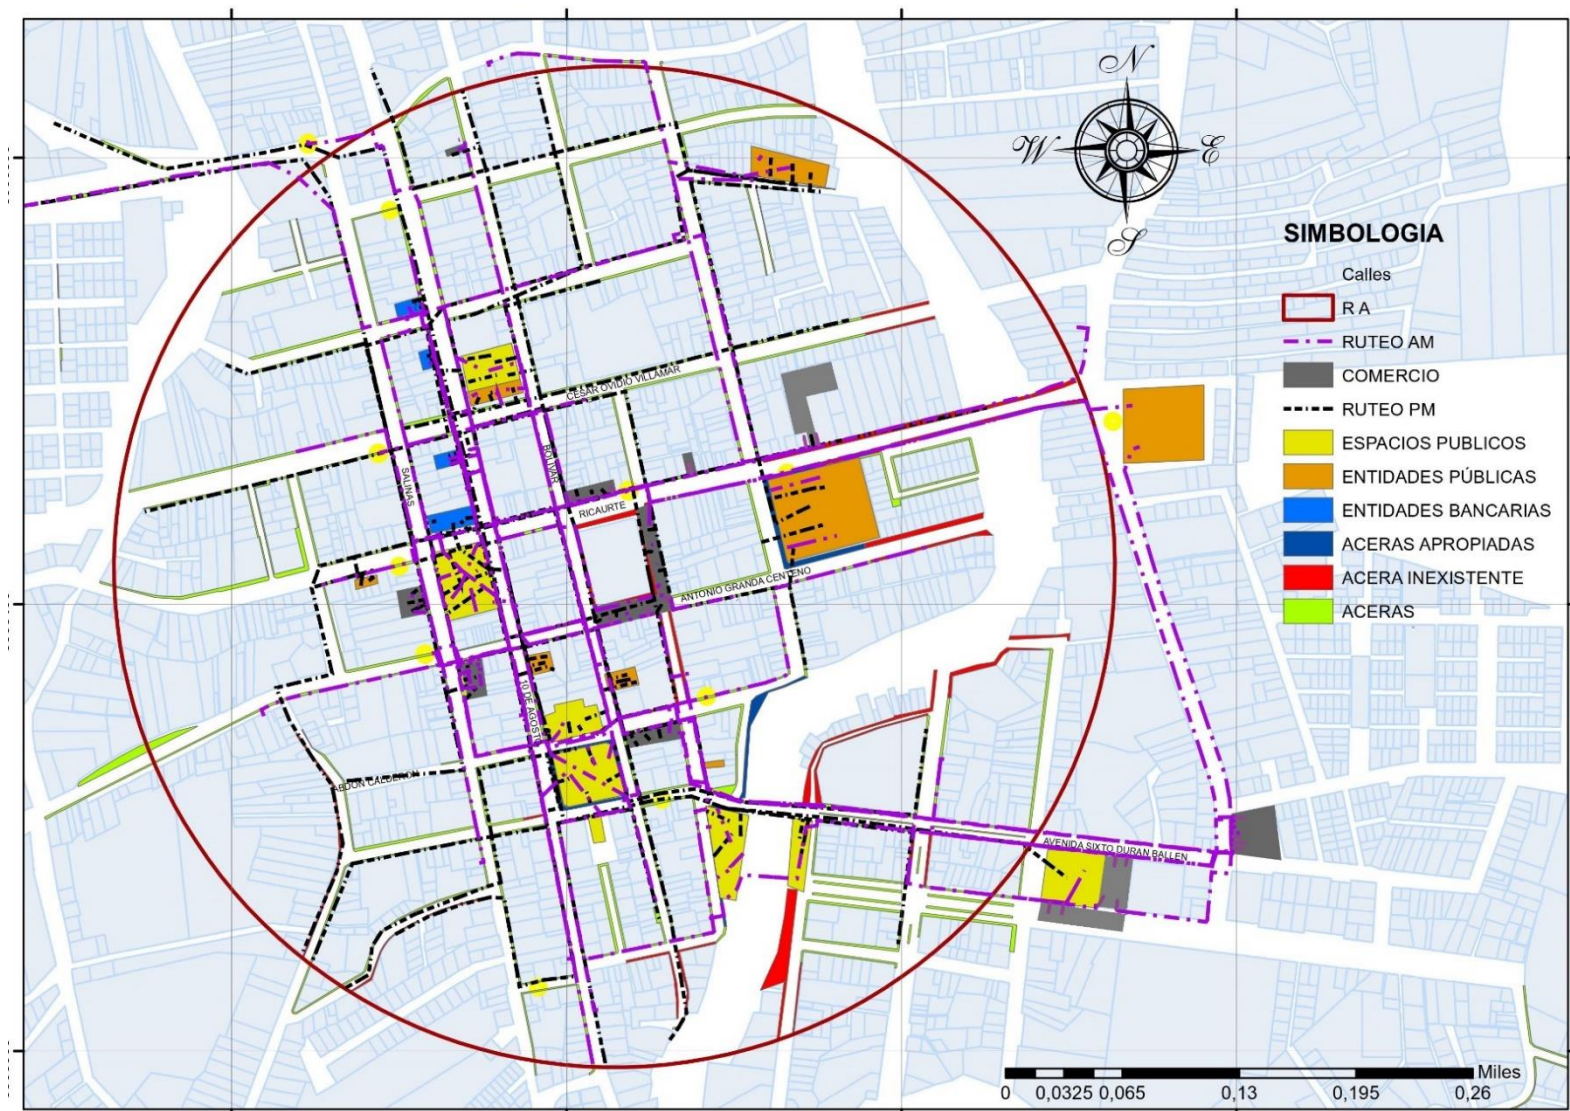 N
W
E
S
SIMBOLOGIA
Calles
R A
RUTEO AM
COMERCIO
RUTEO PM
ESPACIOS PUBLICOS
ENTIDADES PÚBLICAS
ENTIDADES BANCARIAS
ACERAS APROPIADAS
ACERA INEXISTENTE
ACERAS
CESAR OVIDIO VILLAMAR
BOLIVAR
SALINAS
RICAURTE
ANTONIO GRANDA CENTENO
10 DE AGOSTO
ABDON CALDERON
AVENIDA SIXTO DURAN BALLEN
Miles
0 0,0325 0,065 0,13 0,195 0,26